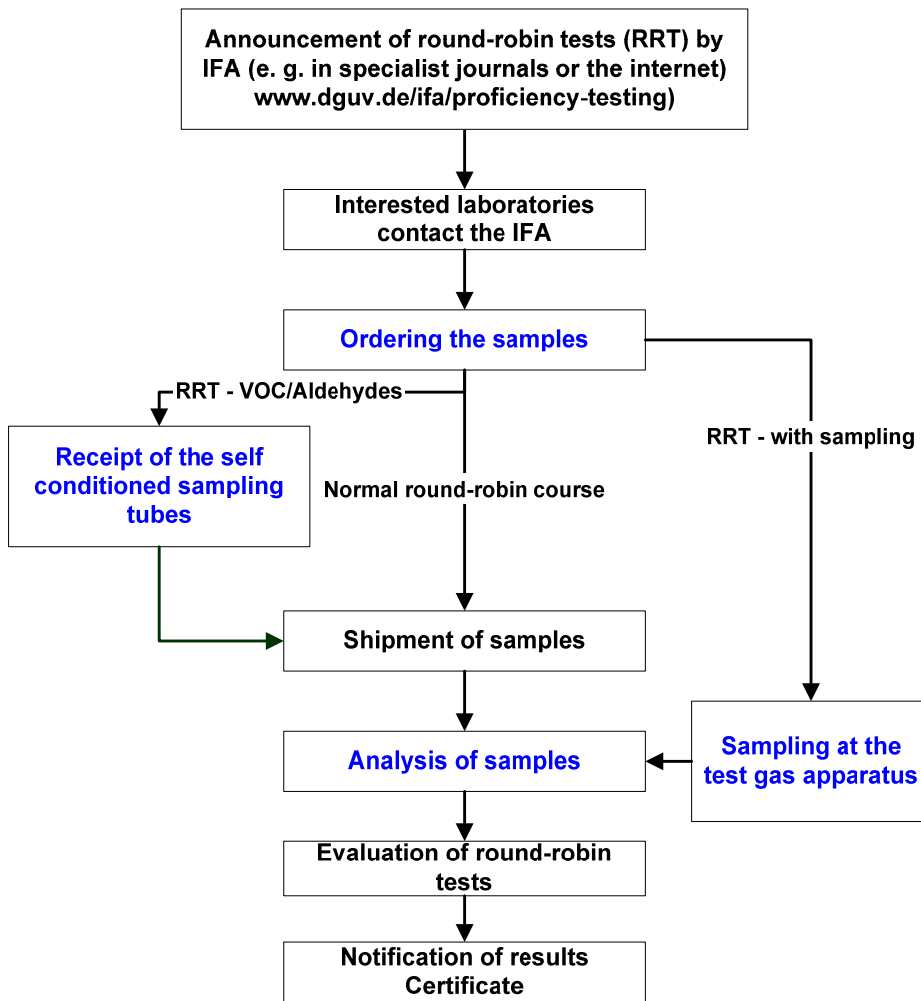 Announcement of round-robin tests (RRT) by
IFA (e. g. in specialist journals or the internet)
www.dguv.de/ifa/proficiency-testing)
Interested laboratories
contact the IFA
Ordering the samples
RRT - VOC/Aldehydes
RRT - with sampling
Receipt of the self
conditioned sampling
tubes
Normal round-robin course
Shipment of samples
Analysis of samples
Sampling at the
test gas apparatus
Evaluation of round-robin
tests
Notification of results
Certificate